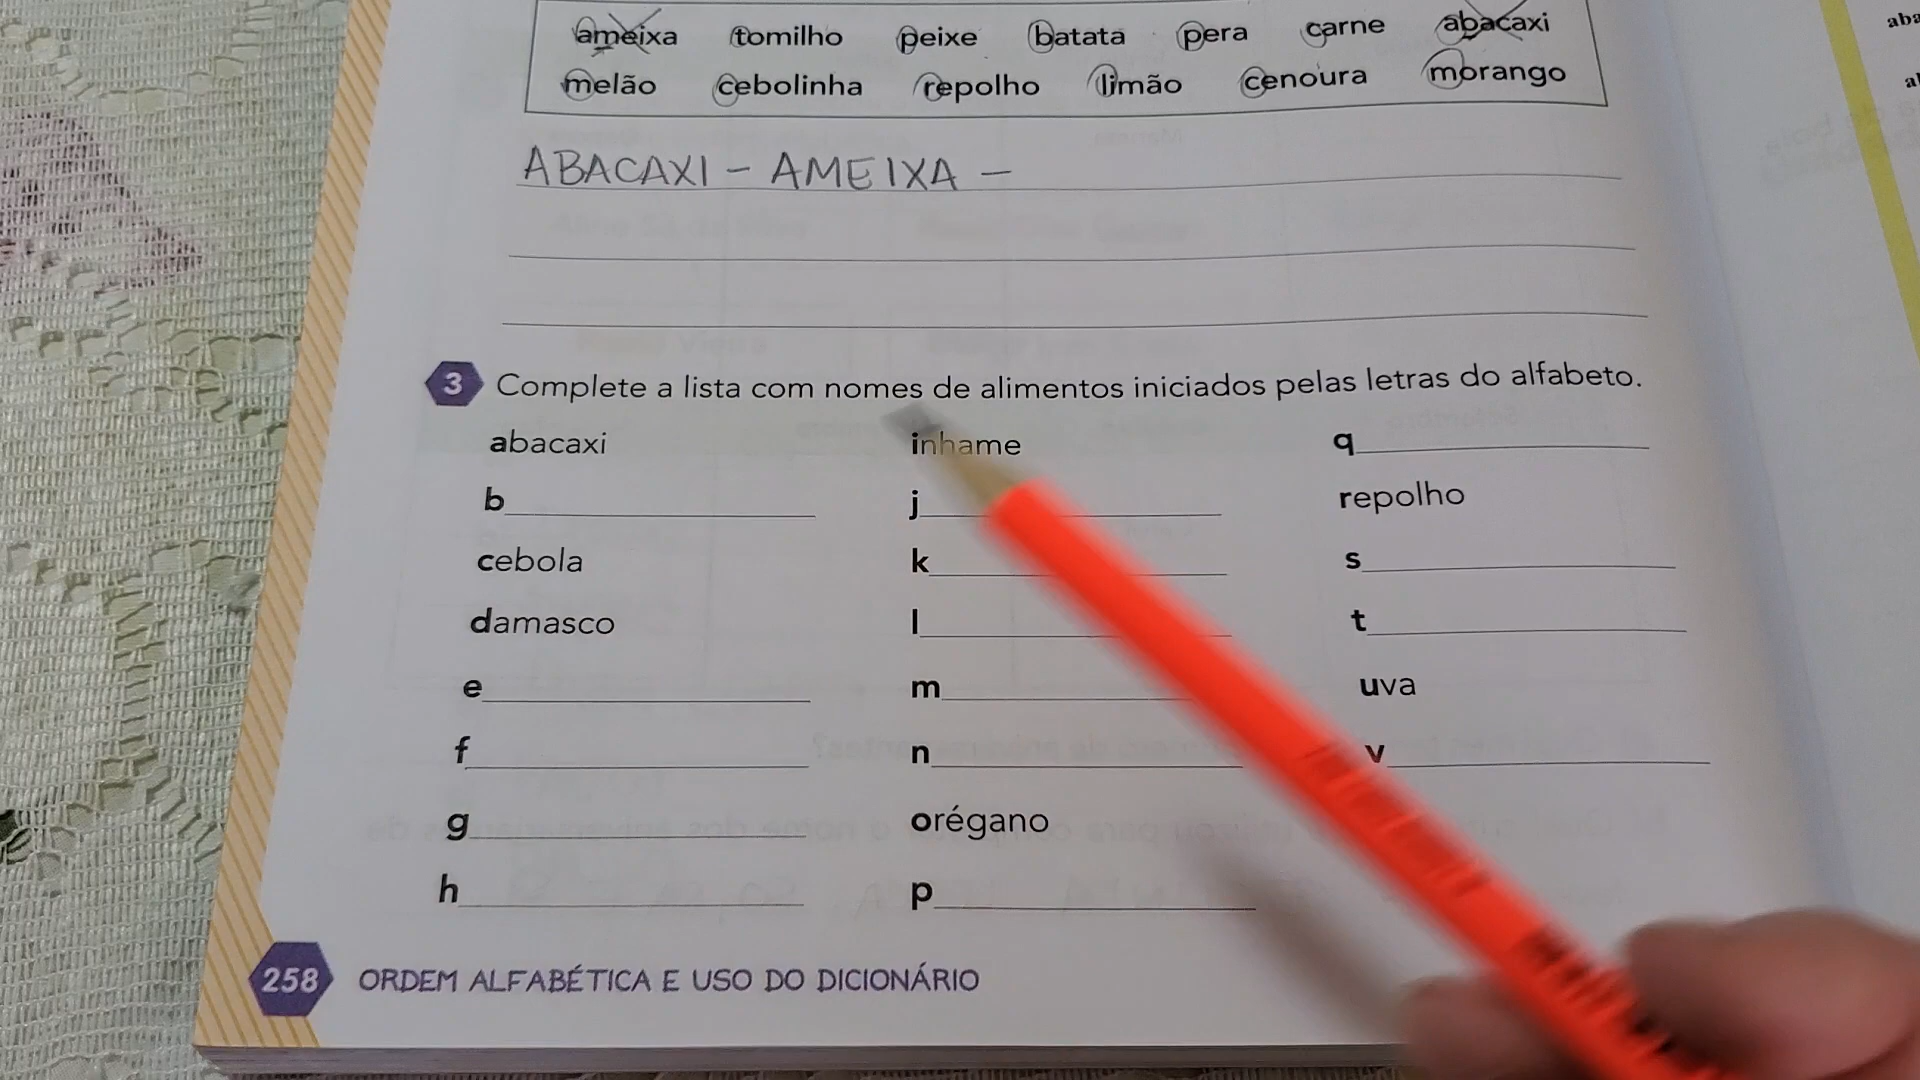 ameixa tomilho peixe batata pera carne abacaxi
melão cebolinha repolho limão cenoura morango
ABACAXI - AMEIXA -
3 Complete a lista com nomes de alimentos iniciados pelas letras do alfabeto.
abacaxi
b
cebola
damasco
e
f
g
h
inhame
j
k
l
m
n
orégano
p
q
repolho
s
t
uva
v
258 ORDEM ALFABÉTICA E USO DO DICIONÁRIO